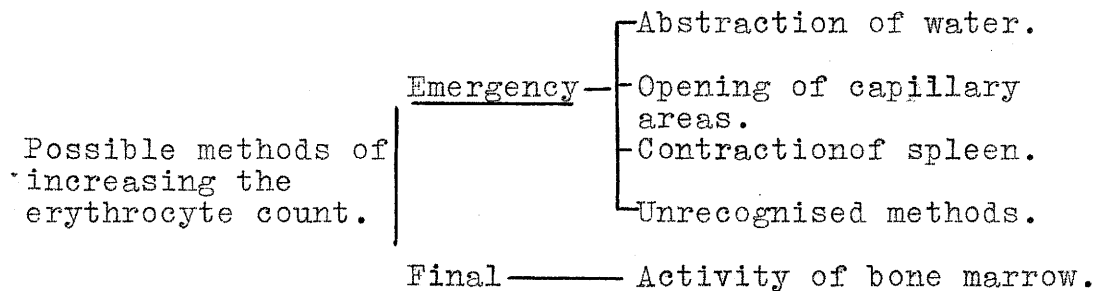 Abstraction of water.
Emergency
Opening of capillary
areas.
Possible methods of
increasing the
erythrocyte count.
Contractionof spleen.
Unrecognised methods.
Final
Activity of bone marrow.